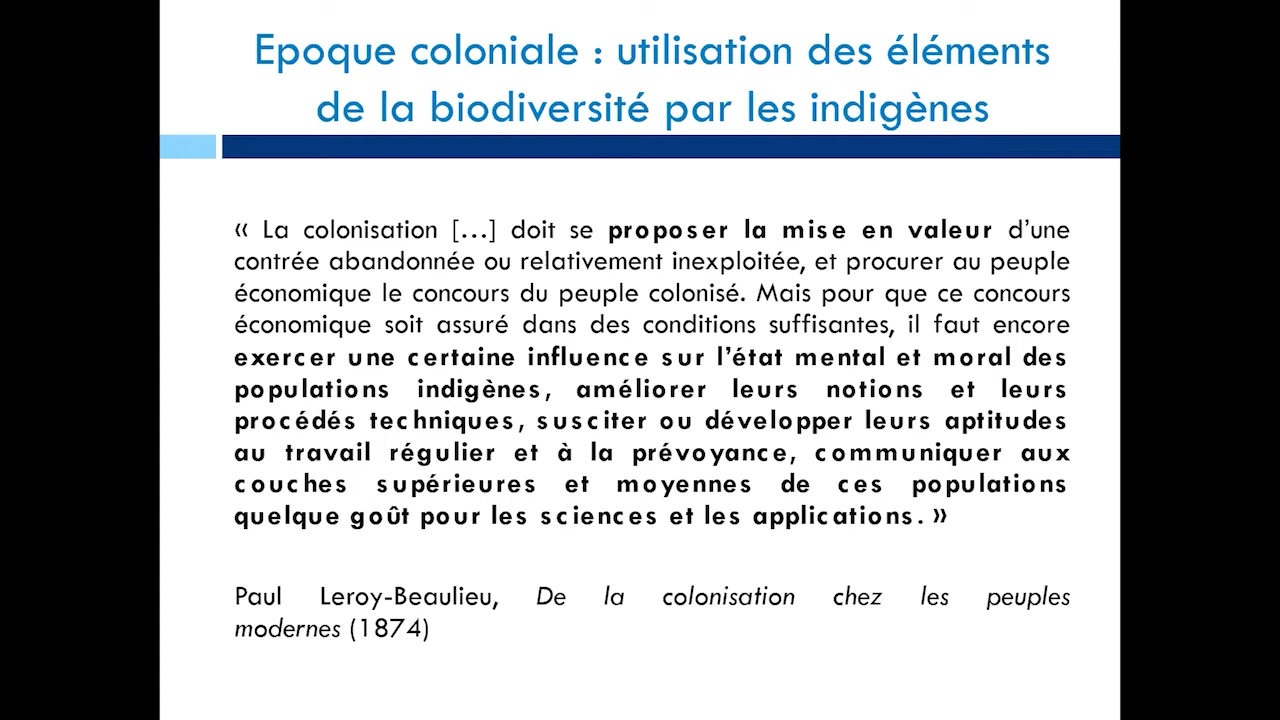 Epoque coloniale : utilisation des éléments
de la biodiversité par les indigènes
« La colonisation […] doit se proposer la mise en valeur d’une
contrée abandonnée ou relativement inexploitée, et procurer au peuple
économique le concours du peuple colonisé. Mais pour que ce concours
économique soit assuré dans des conditions suffisantes, il faut encore
exercer une certaine influence sur l’état mental et moral des
populations indigènes, améliorer leurs notions et leurs
procédés techniques, susciter ou développer leurs aptitudes
au travail régulier et à la prévoyance, communiquer aux
couches supérieures et moyennes de ces populations
quelque goût pour les sciences et les applications. »
Paul Leroy-Beaulieu, De la colonisation chez les peuples
modernes (1874)